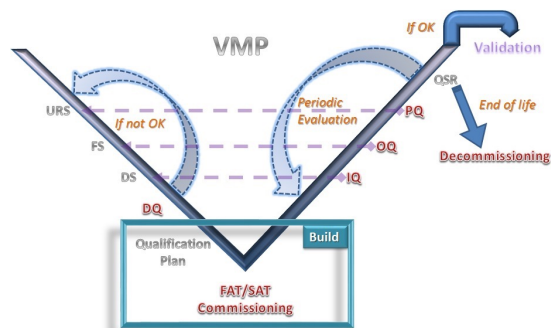 VMP
If OK
Validation
QSR
URS
If not OK
Periodic
Evaluation
PQ
End of life
FS
OQ
Decommissioning
DS
IQ
DQ
Qualification
Plan
Build
FAT/SAT
Commissioning